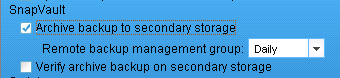 SnapVault
Archive backup to secondary storage
Remote backup management group: Daily
Verify archive backup on secondary storage